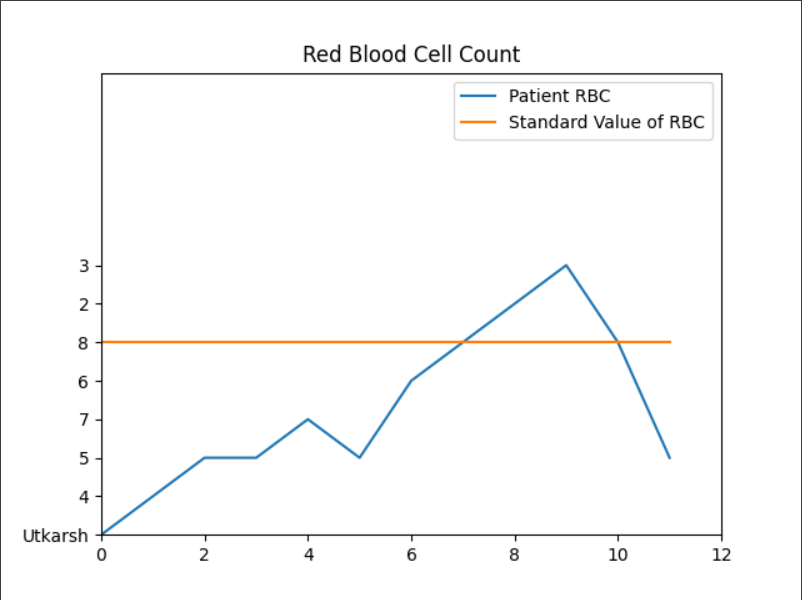 Red Blood Cell Count
Patient RBC
Standard Value of RBC
3
2
8
6
7
5
4
Utkarsh
0 2 4 6 8 10 12